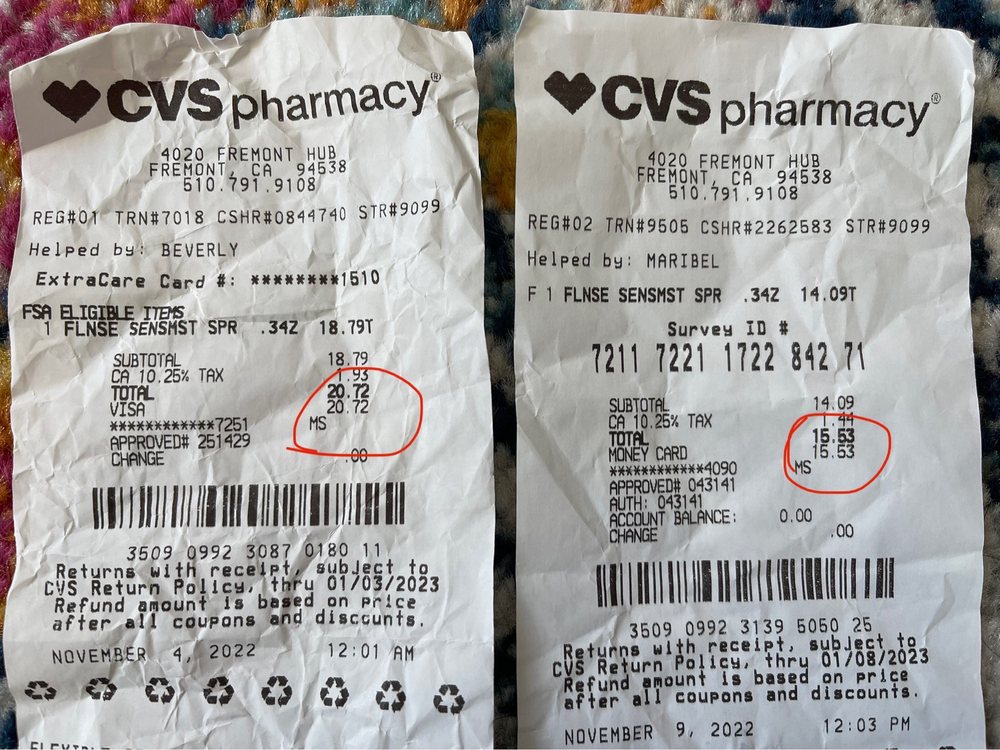 CVS pharmacy®
4020 FREMONT HUB
FREMONT, CA 94538
510.791.9108
REG#01 TRN#7018 CSHR#0844740 STR#9099
Helped by: BEVERLY
ExtraCare Card #: ********1510
FSA ELIGIBLE ITEMS
1 FLNSE SENSMST SPR .34Z 18.79T
SUBTOTAL 18.79
CA 10.25% TAX 1.93
TOTAL 20.72
VISA 20.72
************7251 MS
APPROVED# 251429
CHANGE .00
3509 0992 3087 0180 11
Returns with receipt, subject to
CVS Return Policy, thru 01/03/2023
Refund amount is based on price
after all coupons and discounts.
NOVEMBER 4, 2022 12:01 AM
CVS pharmacy®
4020 FREMONT HUB
FREMONT, CA 94538
510.791.9108
REG#02 TRN#9505 CSHR#2262583 STR#9099
Helped by: MARIBEL
F 1 FLNSE SENSMST SPR .34Z 14.09T
Survey ID #
7211 7221 1722 842 71
SUBTOTAL 14.09
CA 10.25% TAX 1.44
TOTAL 15.53
MONEY CARD 15.53
************4090 MS
APPROVED# 043141
AUTH: 043141
ACCOUNT BALANCE: 0.00
CHANGE .00
3509 0992 3139 5050 25
Returns with receipt, subject to
CVS Return Policy, thru 01/08/2023
Refund amount is based on price
after all coupons and discounts.
NOVEMBER 9, 2022 12:03 PM